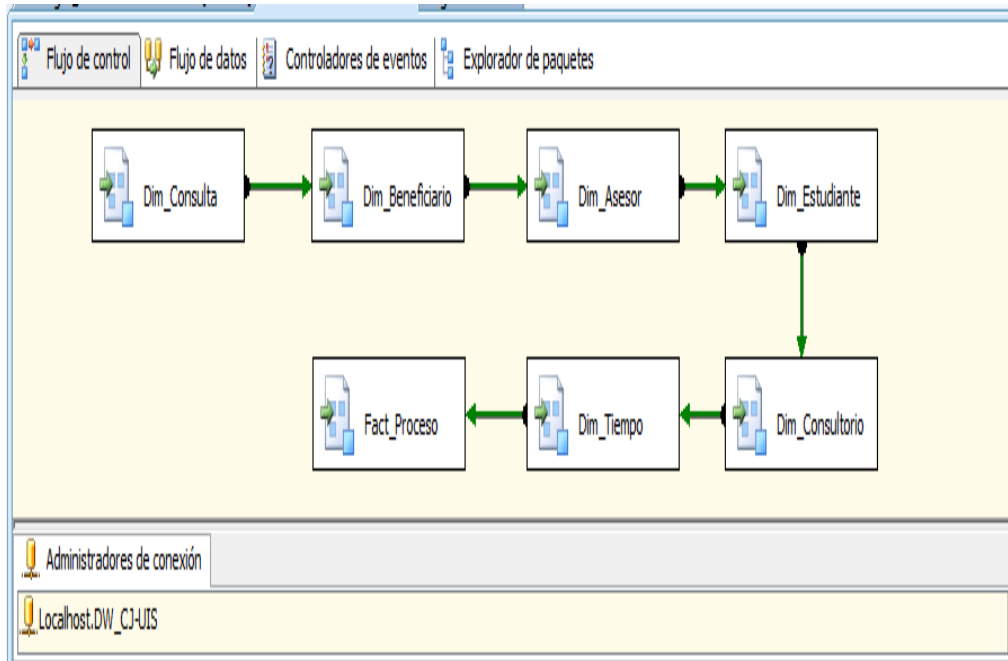 Flujo de control Flujo de datos Controladores de eventos Explorador de paquetes
Dim_Consulta Dim_Beneficiario Dim_Asesor Dim_Estudiante
Fact_Proceso Dim_Tiempo Dim_Consultorio
Administradores de conexión
Localhost.DW_CJ-UIS